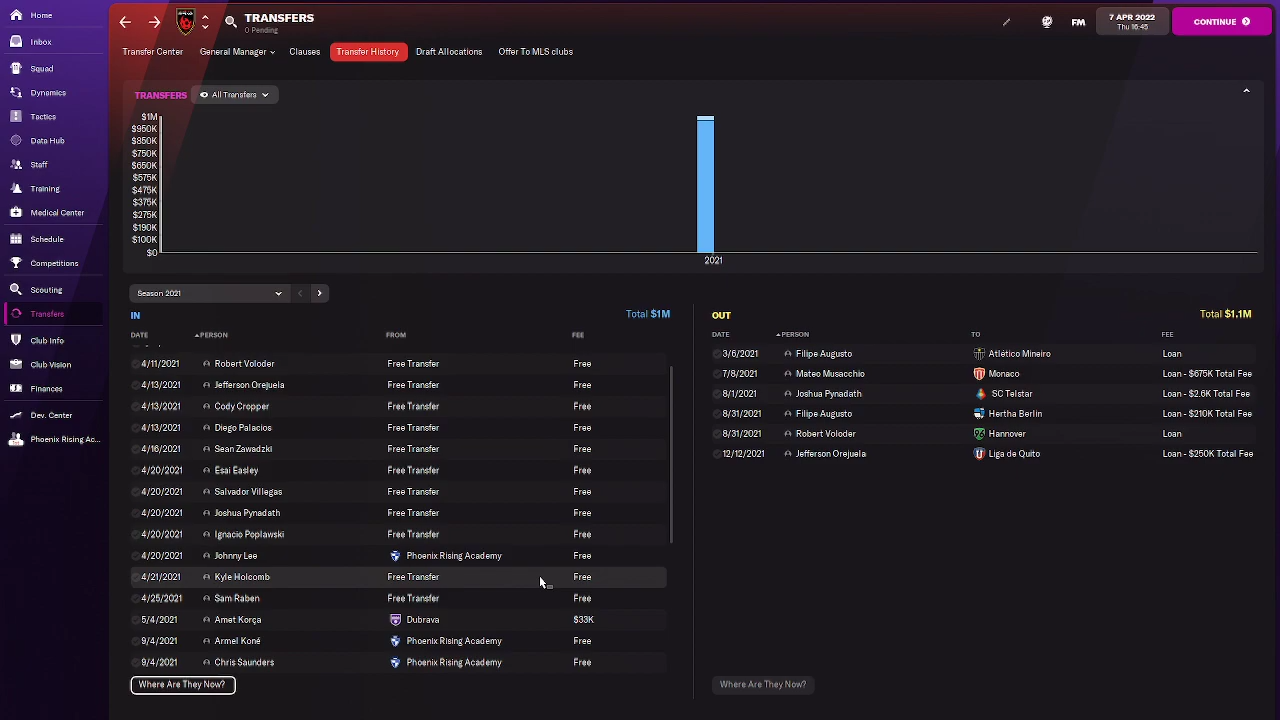 Home
Inbox
Squad
Dynamics
Tactics
Data Hub
Staff
Training
Medical Center
Schedule
Competitions
Scouting
Transfers
Club Info
Club Vision
Finances
Dev. Center
Phoenix Rising Ac...
TRANSFERS
0 Pending
FM
7 APR 2022
Thu 16:45
CONTINUE
Transfer Center
General Manager
Clauses
Transfer History
Draft Allocations
Offer To MLS clubs
TRANSFERS
All Transfers
$1M
$950K
$850K
$750K
$650K
$575K
$475K
$375K
$275K
$190K
$100K
$0
2021
Season 2021
IN
Total $1M
DATE PERSON FROM FEE
4/11/2021 Robert Voloder Free Transfer Free
4/13/2021 Jefferson Orejuela Free Transfer Free
4/13/2021 Cody Cropper Free Transfer Free
4/13/2021 Diego Palacios Free Transfer Free
4/16/2021 Sean Zawadzki Free Transfer Free
4/20/2021 Esai Easley Free Transfer Free
4/20/2021 Salvador Villegas Free Transfer Free
4/20/2021 Joshua Pynadath Free Transfer Free
4/20/2021 Ignacio Poplawski Free Transfer Free
4/20/2021 Johnny Lee Phoenix Rising Academy Free
4/21/2021 Kyle Holcomb Free Transfer Free
4/25/2021 Sam Raben Free Transfer Free
5/4/2021 Amet Korça Dubrava $33K
9/4/2021 Armel Koné Phoenix Rising Academy Free
9/4/2021 Chris Saunders Phoenix Rising Academy Free
Where Are They Now?
OUT
Total $1.1M
DATE PERSON TO FEE
3/6/2021 Filipe Augusto Atlético Mineiro Loan
7/8/2021 Mateo Musacchio Monaco Loan - $675K Total Fee
8/1/2021 Joshua Pynadath SC Telstar Loan - $2.6K Total Fee
8/31/2021 Filipe Augusto Hertha Berlin Loan - $210K Total Fee
8/31/2021 Robert Voloder Hannover Loan
12/12/2021 Jefferson Orejuela Liga de Quito Loan - $250K Total Fee
Where Are They Now?